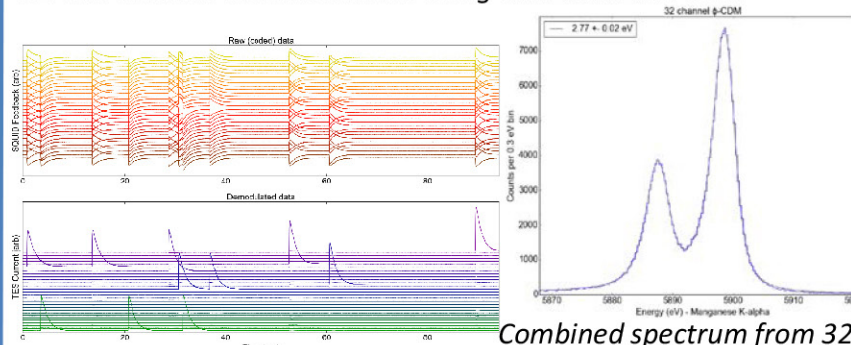 Raw (coded) data
SQUID Feedback (arb)
0
20
40
60
80
Demodulated data
TES Current (arb)
0
20
40
60
80
32 channel ϕ-CDM
2.77 +- 0.02 eV
Counts per 0.3 eV bin
7000
6000
5000
4000
3000
2000
1000
0
5870
5880
5890
5900
5910
Energy (eV) - Manganese K-alpha
Combined spectrum from 32